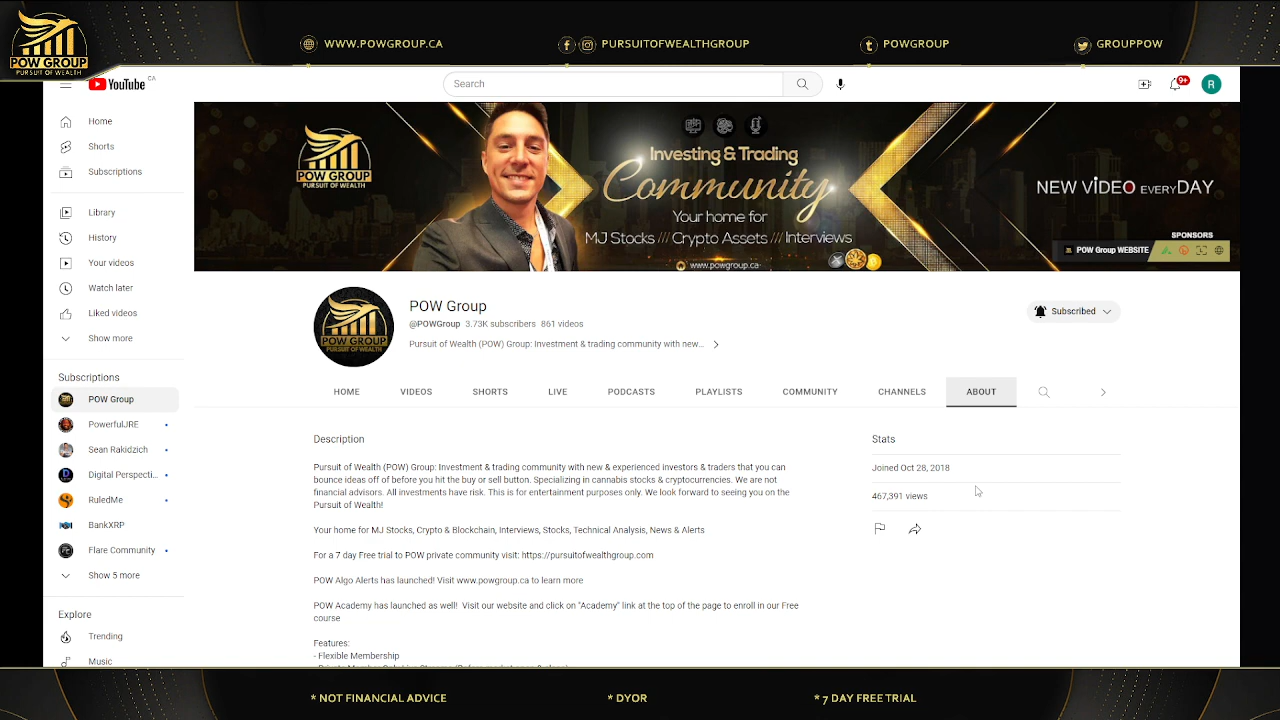 POW GROUP
PURSUIT OF WEALTH
WWW.POWGROUP.CA
PURSUITOFWEALTHGROUP
POWGROUP
GROUPPOW
YouTube CA
Search
9+
R
Home
Shorts
Subscriptions
Library
History
Your videos
Watch later
Liked videos
Show more
Subscriptions
POW Group
PowerfulJRE
Sean Rakidzich
Digital Perspecti...
RuledMe
BankXRP
Flare Community
Show 5 more
Explore
Trending
Music
POW GROUP
PURSUIT OF WEALTH
Investing & Trading
Community
Your home for
MJ Stocks /// Crypto Assets /// Interviews
www.powgroup.ca
NEW VIDEO EVERYDAY
SPONSORS
POW Group WEBSITE
POW GROUP
PURSUIT OF WEALTH
POW Group
@POWGroup 3.73K subscribers 861 videos
Pursuit of Wealth (POW) Group: Investment & trading community with new...
Subscribed
HOME VIDEOS SHORTS LIVE PODCASTS PLAYLISTS COMMUNITY CHANNELS ABOUT
Description
Pursuit of Wealth (POW) Group: Investment & trading community with new & experienced investors & traders that you can
bounce ideas off of before you hit the buy or sell button. Specializing in cannabis stocks & cryptocurrencies. We are not
financial advisors. All investments have risk. This is for entertainment purposes only. We look forward to seeing you on the
Pursuit of Wealth!
Your home for MJ Stocks, Crypto & Blockchain, Interviews, Stocks, Technical Analysis, News & Alerts
For a 7 day Free trial to POW private community visit: https://pursuitofwealthgroup.com
POW Algo Alerts has launched! Visit www.powgroup.ca to learn more
POW Academy has launched as well! Visit our website and click on "Academy" link at the top of the page to enroll in our Free
course
Features:
- Flexible Membership
Stats
Joined Oct 28, 2018
467,391 views
* NOT FINANCIAL ADVICE
* DYOR
* 7 DAY FREE TRIAL